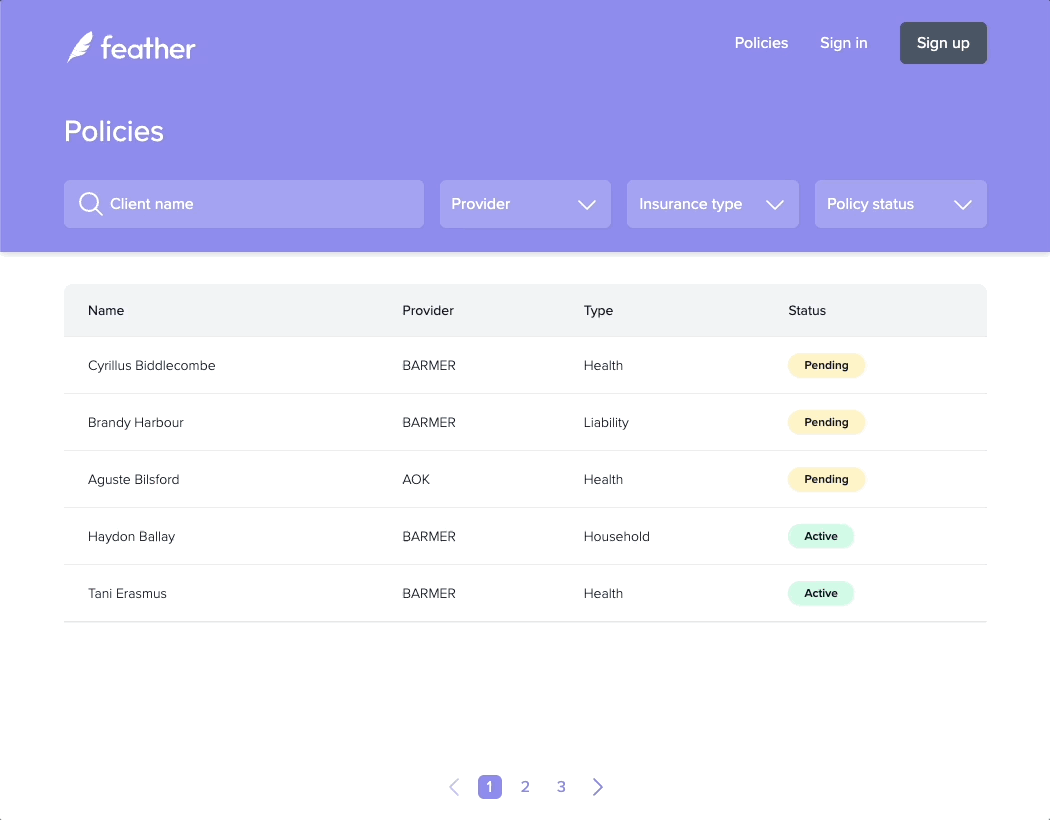 feather
Policies Sign in Sign up
Policies
Client name Provider Insurance type Policy status
Name Provider Type Status
Cyrillus Biddlecombe BARMER Health Pending
Brandy Harbour BARMER Liability Pending
Aguste Bilsford AOK Health Pending
Haydon Ballay BARMER Household Active
Tani Erasmus BARMER Health Active
1 2 3